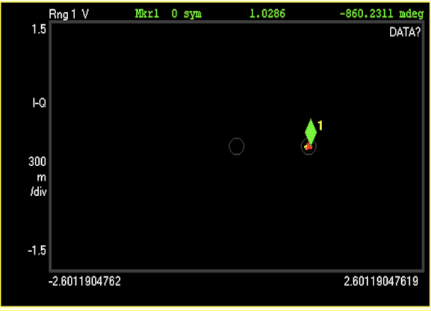 Rng 1 V Mkr1 0 sym 1.0286 -860.2311 mdeg
1.5 DATA?
I-Q
1
300
m
/div
-1.5
-2.6011904762 2.60119047619